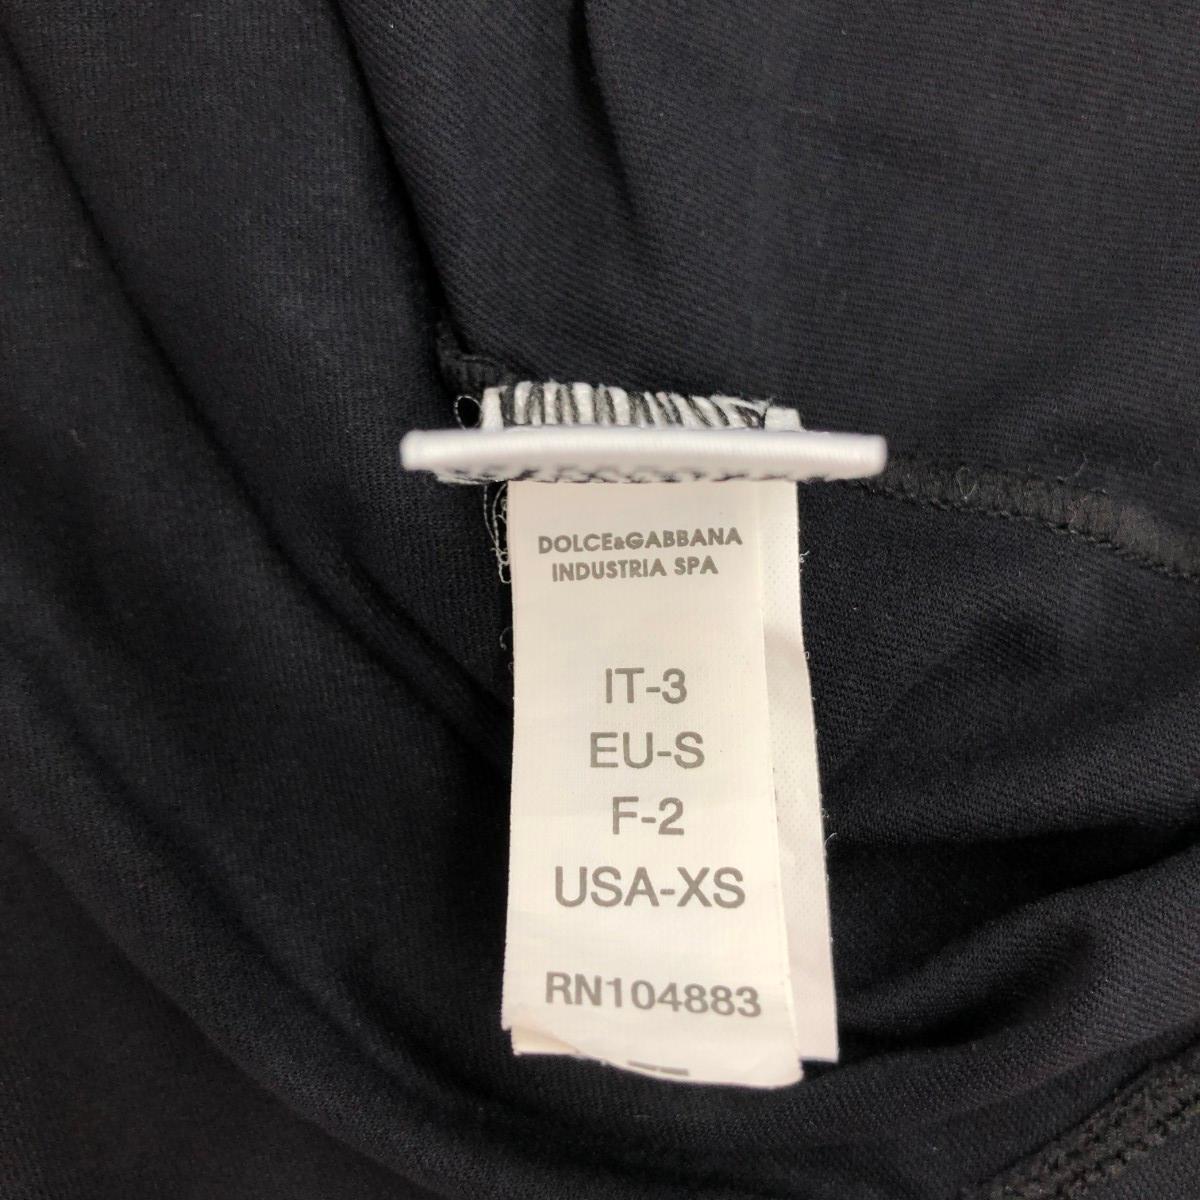 DOLCE&GABBANA
INDUSTRIA SPA
IT-3
EU-S
F-2
USA-XS
RN104883